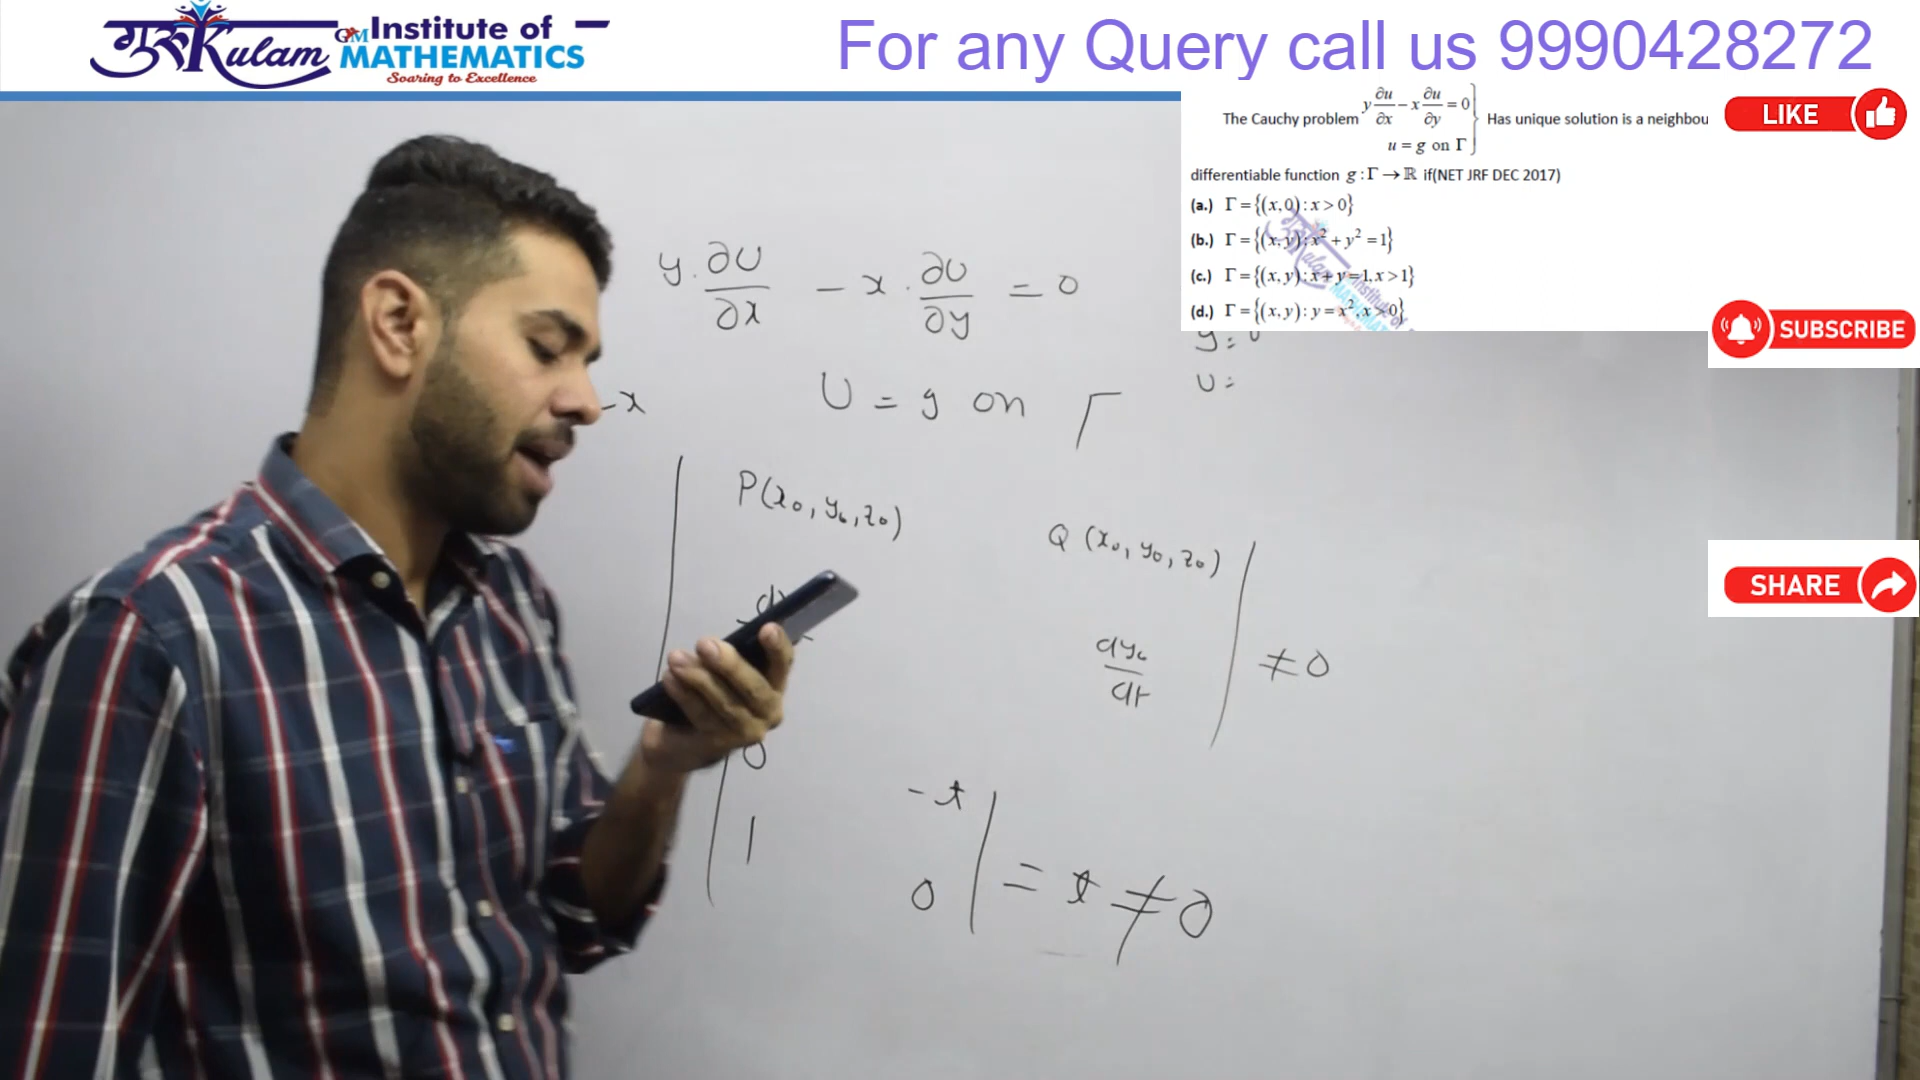 गुरुKulam GKM Institute of MATHEMATICS
Soaring to Excellence
For any Query call us 9990428272
The Cauchy problem y ∂u/∂x − x ∂u/∂y = 0
u = g on Γ } Has unique solution is a neighbou
differentiable function g : Γ → ℝ if(NET JRF DEC 2017)
(a.) Γ = {(x,0) : x > 0}
(b.) Γ = {(x, y) : x² + y² = 1}
(c.) Γ = {(x, y) : x + y = 1, x > 1}
(d.) Γ = {(x, y) : y = x², x > 0}
LIKE
SUBSCRIBE
SHARE
y · ∂U/∂x − x · ∂U/∂y = 0
U = g on Γ
y = 0
U =
−x
P(x₀, y₀, z₀) Q(x₀, y₀, z₀)
dy₀/dt ≠ 0
0 −t
1 0 = t ≠ 0